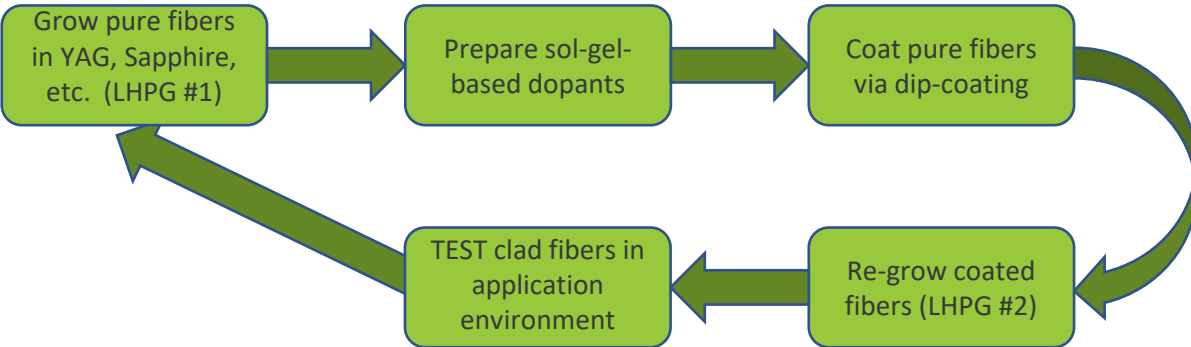 Grow pure fibers
in YAG, Sapphire,
etc.  (LHPG #1)
Prepare sol-gel-
based dopants
Coat pure fibers
via dip-coating
Re-grow coated
fibers (LHPG #2)
TEST clad fibers in
application
environment